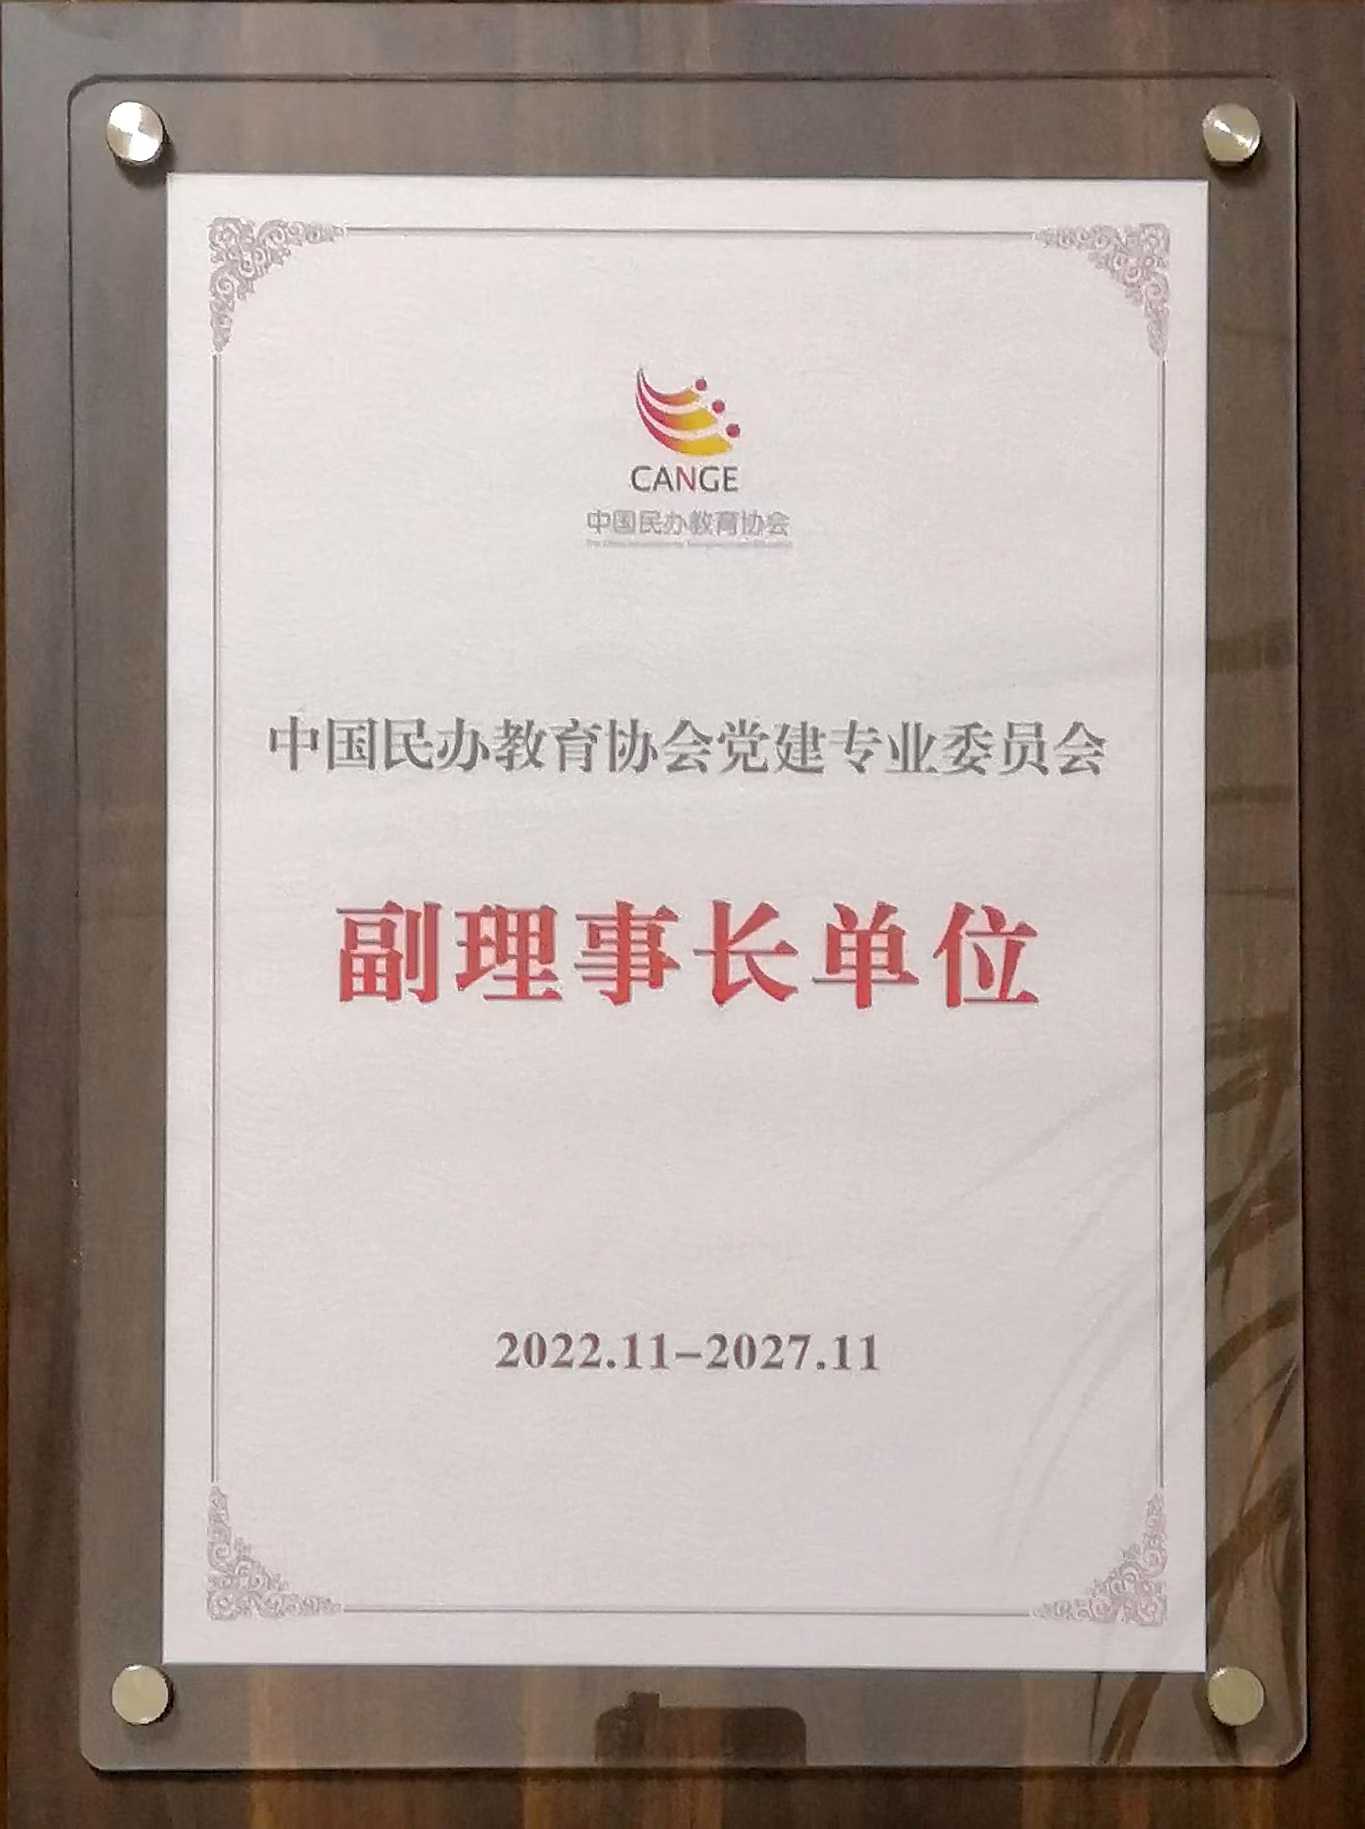 CANGE
中国民办教育协会
中国民办教育协会党建专业委员会
副理事长单位
2022.11-2027.11